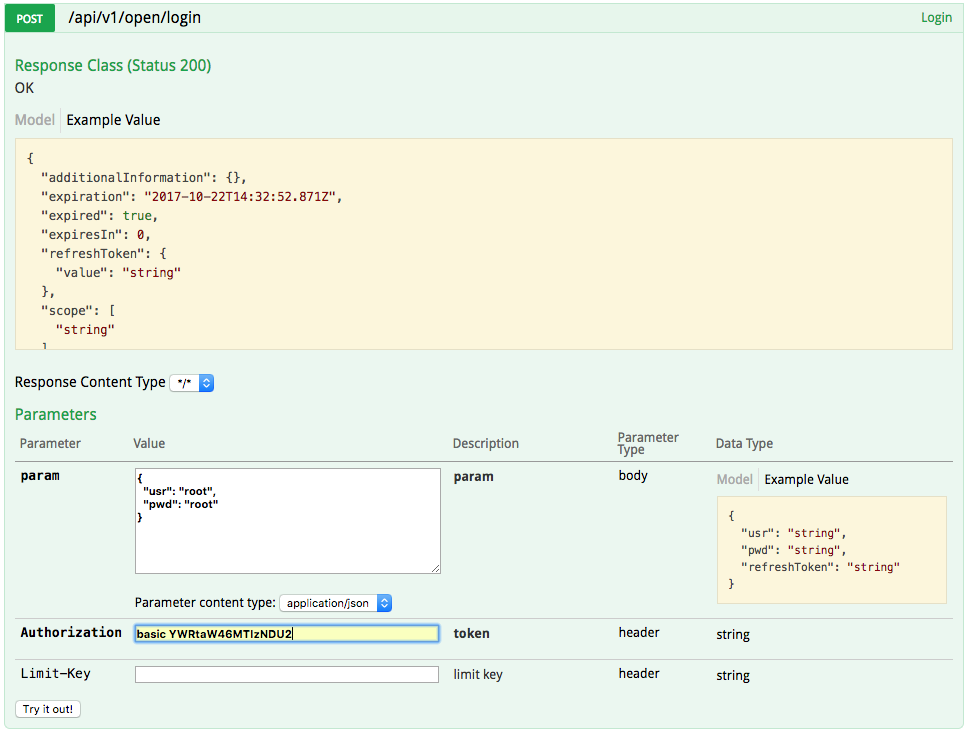 POST /api/v1/open/login Login
Response Class (Status 200)
OK
Model Example Value
{
"additionalInformation": {},
"expiration": "2017-10-22T14:32:52.871Z",
"expired": true,
"expiresIn": 0,
"refreshToken": {
"value": "string"
},
"scope": [
"string"
]
Response Content Type */*
Parameters
Parameter Value Description Parameter Type Data Type
param
{
"usr": "root",
"pwd": "root"
}
param body
Model Example Value
{
"usr": "string",
"pwd": "string",
"refreshToken": "string"
}
Parameter content type: application/json
Authorization basic YWRtaW46MTIzNDU2 token header string
Limit-Key limit key header string
Try it out!